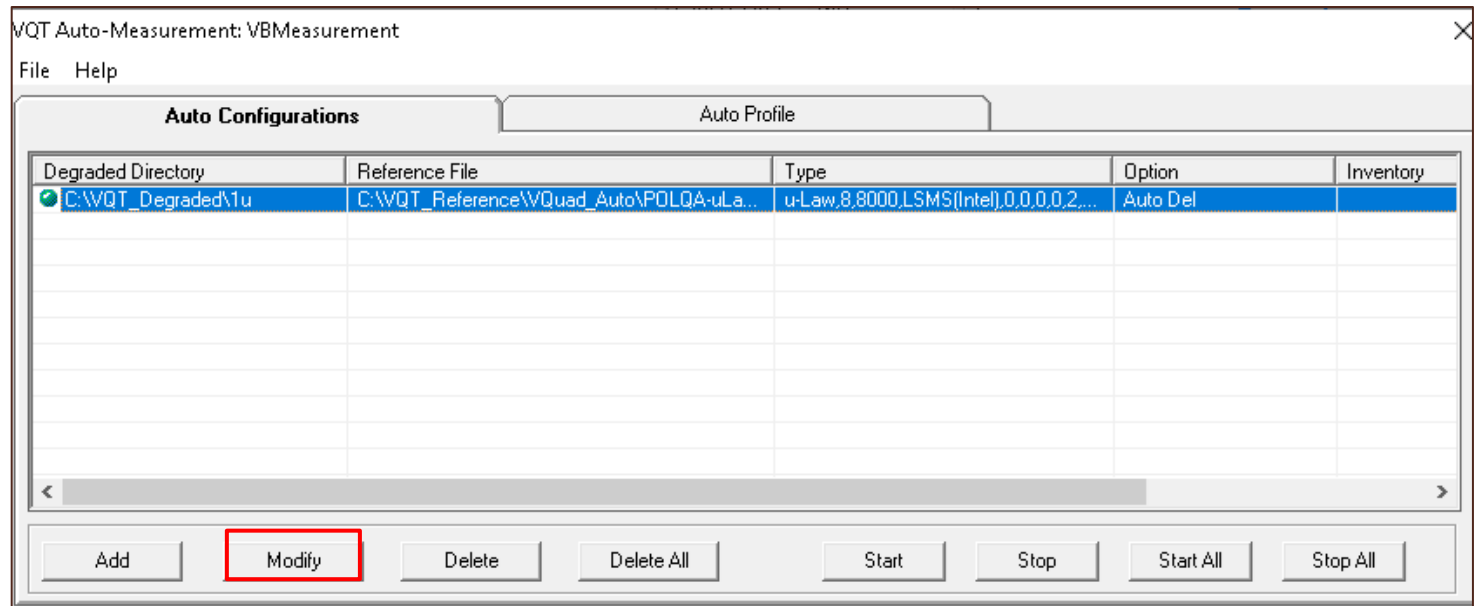 VQT Auto-Measurement: VBMeasurement
File Help
Auto Configurations Auto Profile
Degraded Directory Reference File Type Option Inventory
C:\VQT_Degraded\1u C:\VQT_Reference\VQuad_Auto\POLQA-uLa... u-Law,8,8000,LSMS(Intel),0,0,0,0,2,... Auto Del
Add Modify Delete Delete All Start Stop Start All Stop All